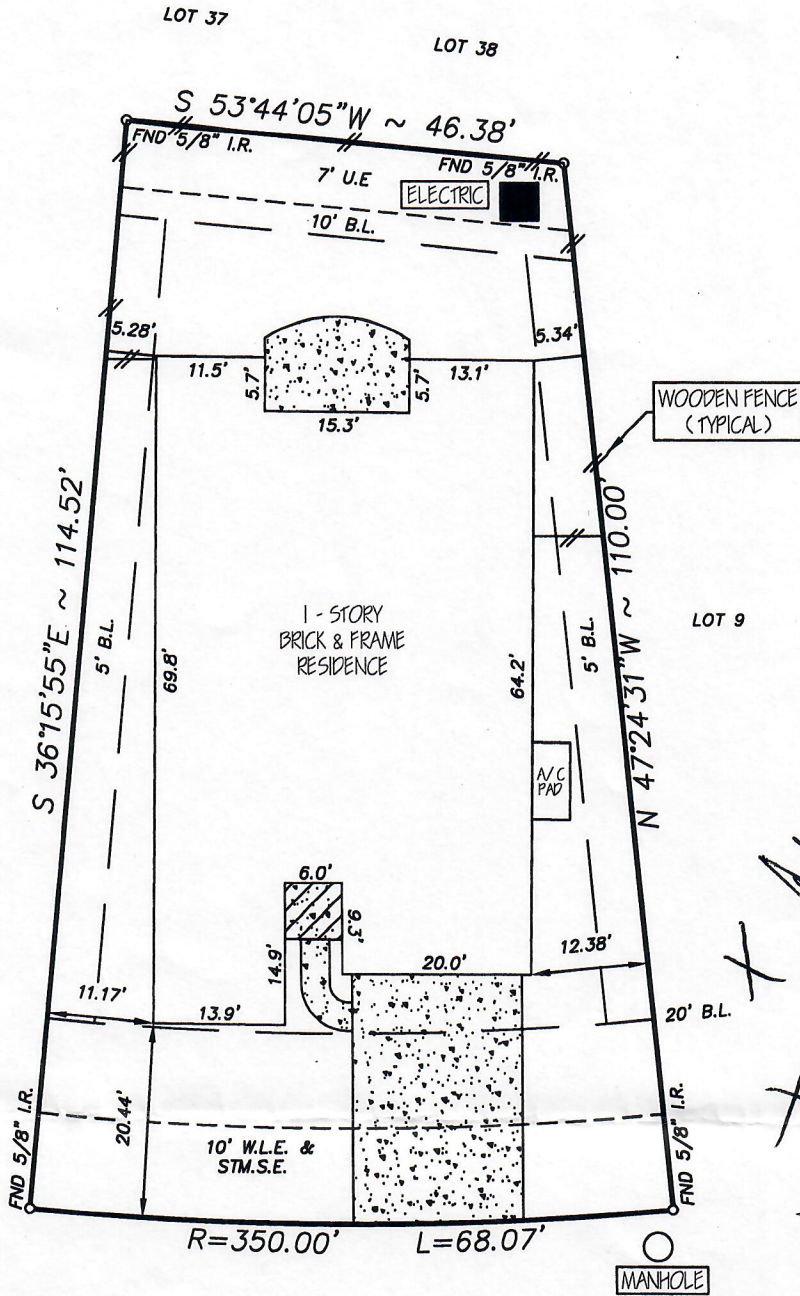 LOT 37
LOT 38
S 53°44'05"W ~ 46.38'
FND 5/8" I.R.
FND 5/8" I.R.
7' U.E
ELECTRIC
10' B.L.
5.28'
5.34'
11.5'
5.7'
5.7'
13.1'
15.3'
WOODEN FENCE
(TYPICAL)
S 36°15'55"E ~ 114.52'
5' B.L.
69.8'
1 - STORY
BRICK & FRAME
RESIDENCE
64.2'
5' B.L.
N 47°24'31"W ~ 110.00'
LOT 9
A/C
PAD
6.0'
9.3'
14.9'
20.0'
12.38'
11.17'
13.9'
20' B.L.
20.44'
10' W.L.E. &
STM.S.E.
FND 5/8" I.R.
FND 5/8" I.R.
R=350.00' L=68.07'
MANHOLE